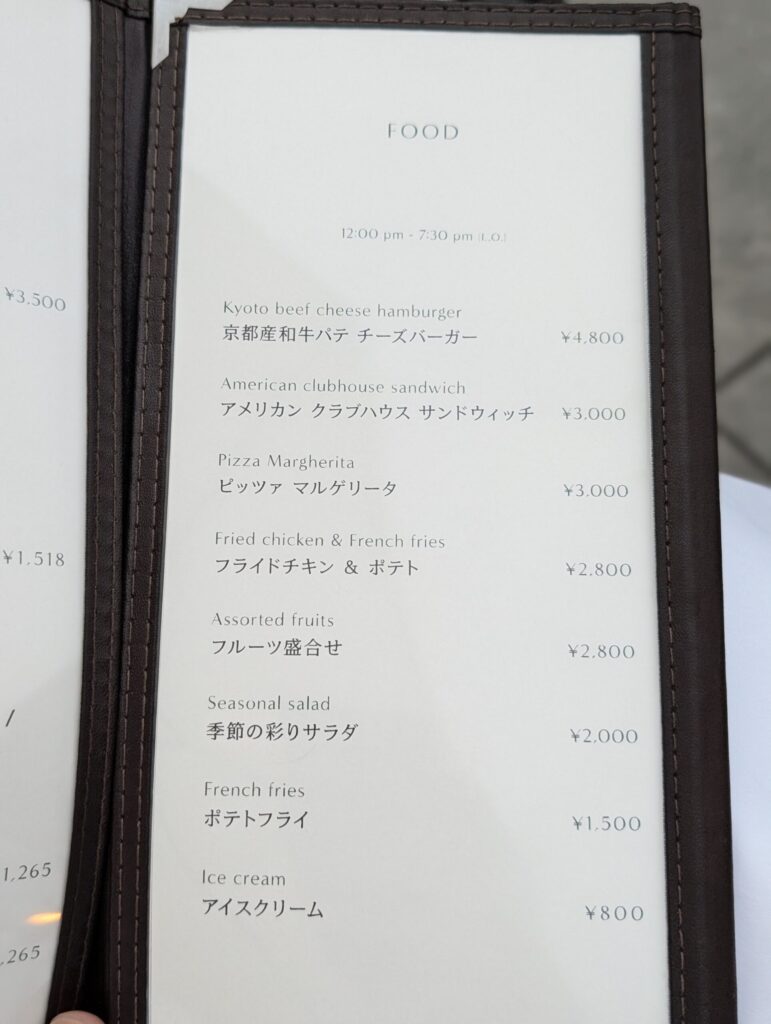 ¥3,500
¥1,518
/
1,265
,265
FOOD
12:00 pm - 7:30 pm (L.O.)
Kyoto beef cheese hamburger
京都産和牛パテ チーズバーガー ¥4,800
American clubhouse sandwich
アメリカン クラブハウス サンドウィッチ ¥3,000
Pizza Margherita
ピッツァ マルゲリータ ¥3,000
Fried chicken & French fries
フライドチキン & ポテト ¥2,800
Assorted fruits
フルーツ盛合せ ¥2,800
Seasonal salad
季節の彩りサラダ ¥2,000
French fries
ポテトフライ ¥1,500
Ice cream
アイスクリーム ¥800